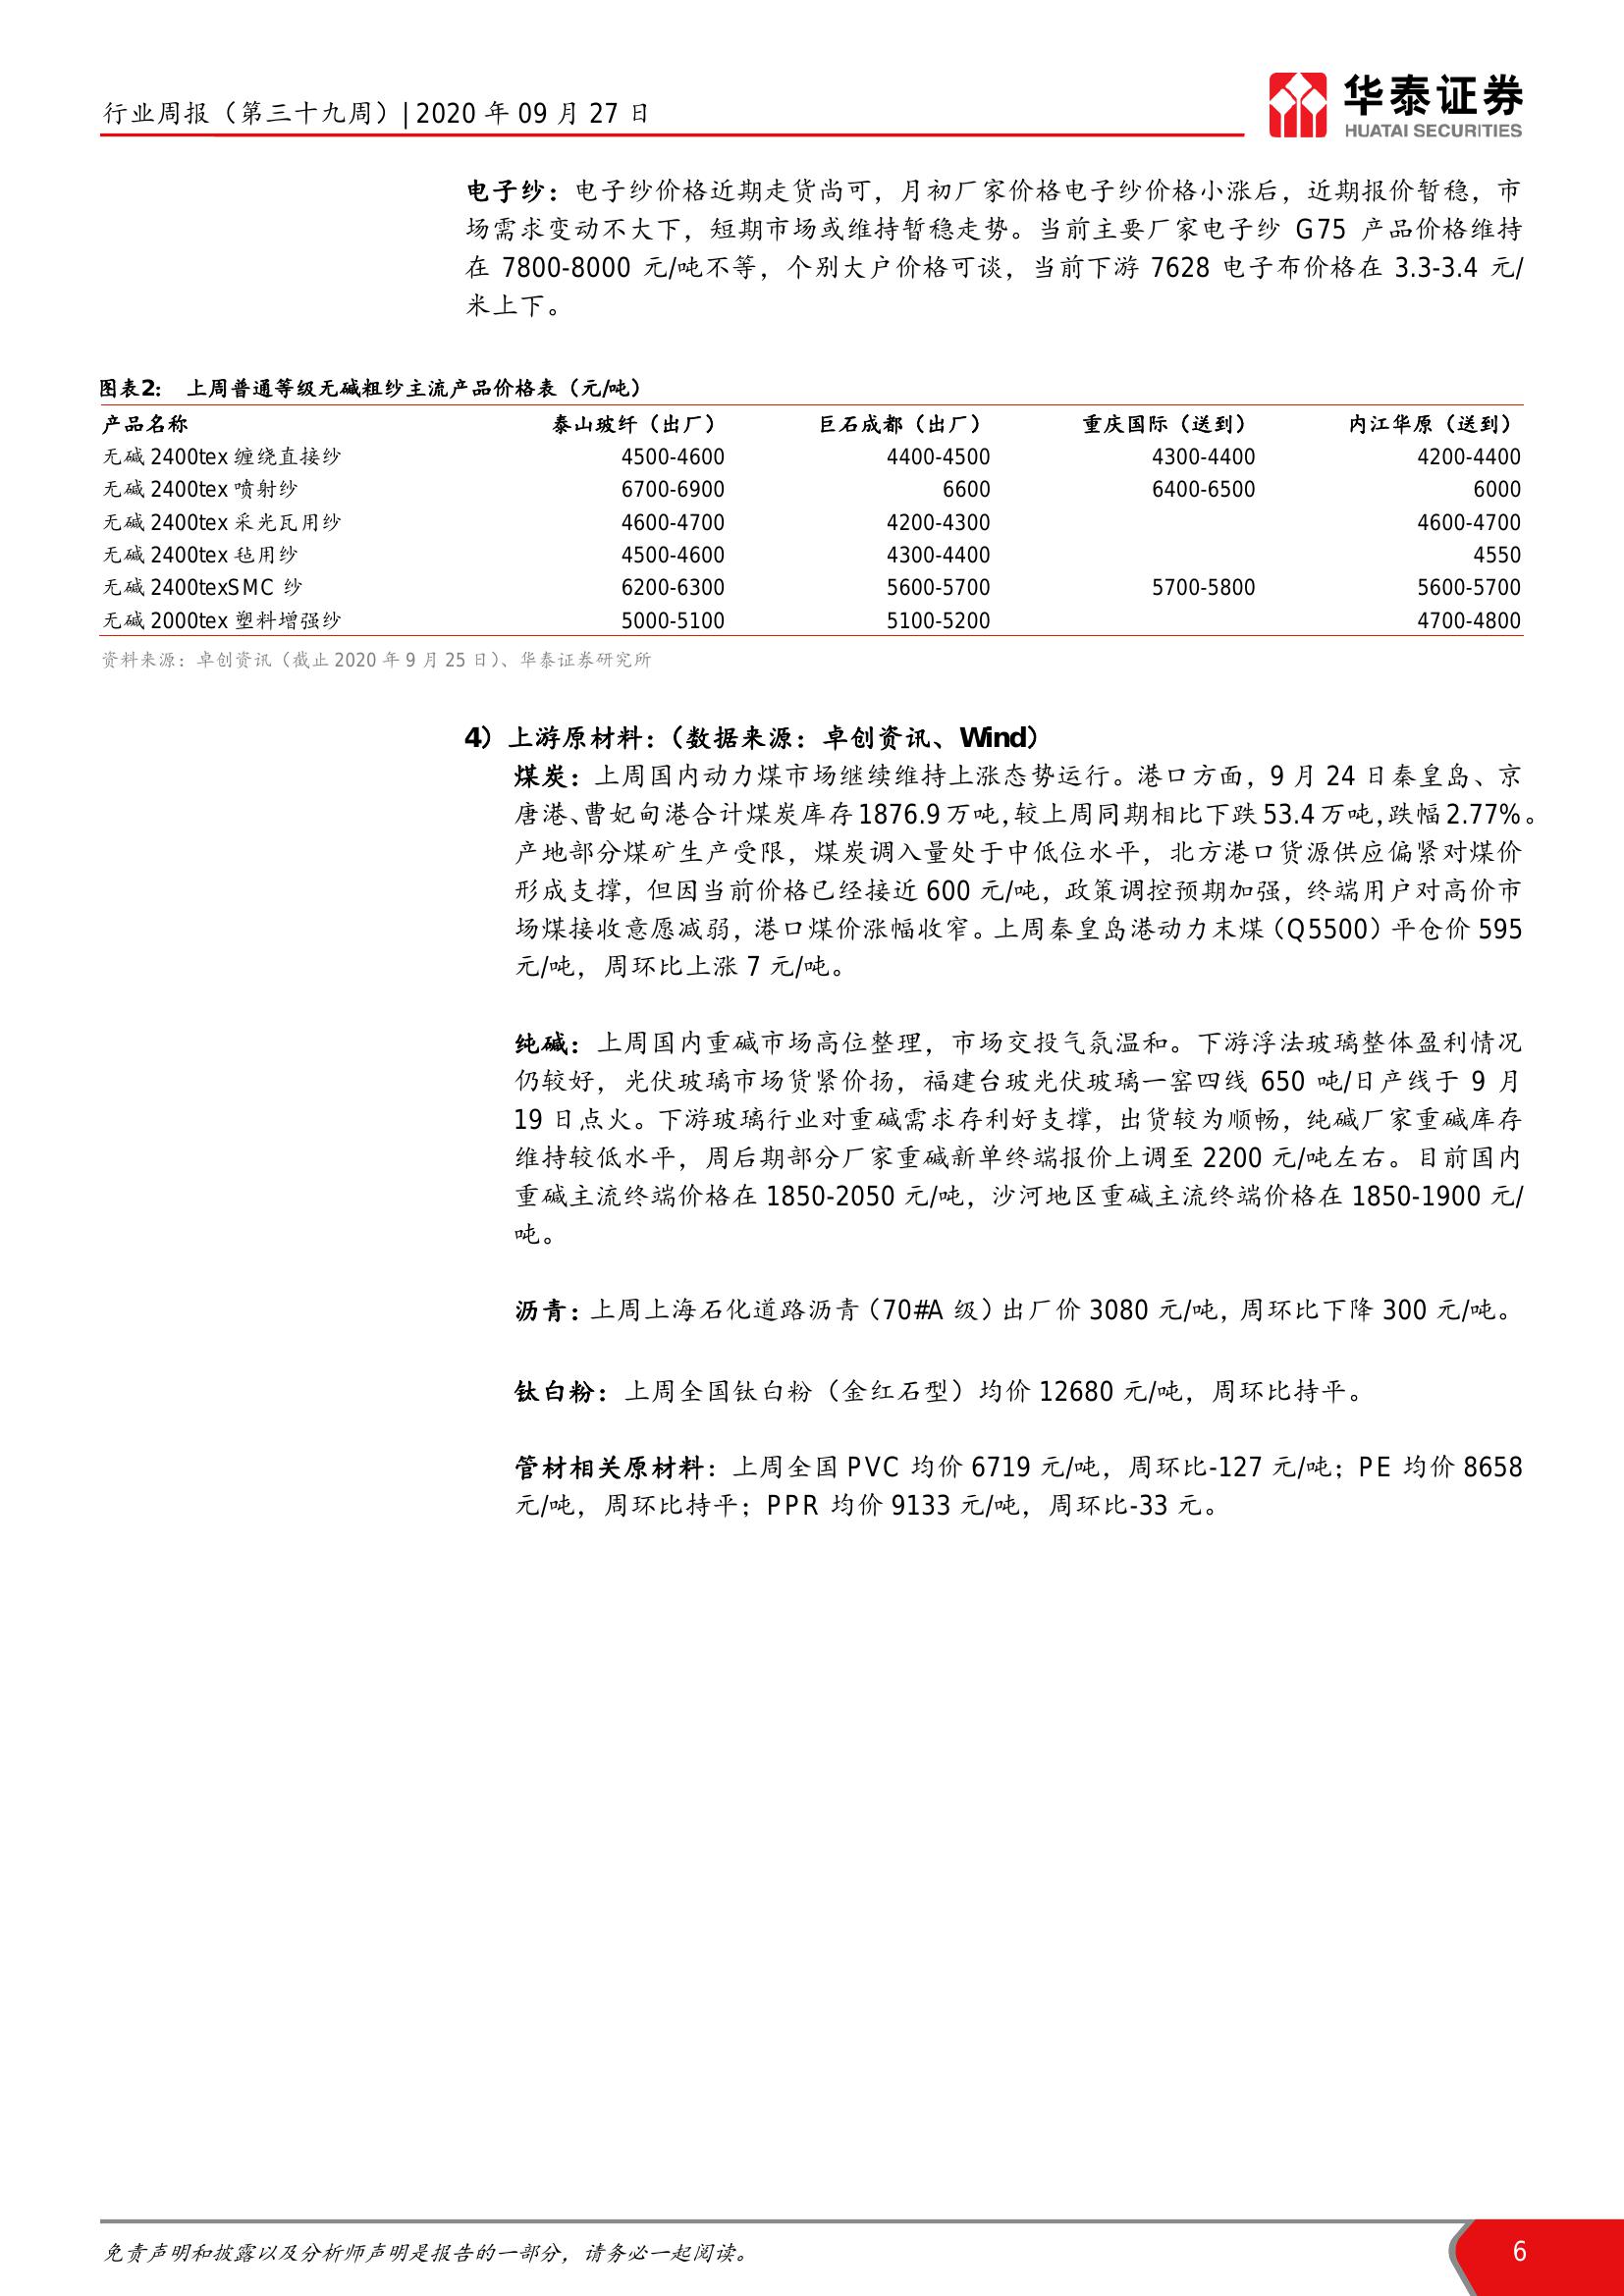 行业周报（第三十九周）| 2020 年 09 月 27 日
华泰证券
HUATAI SECURITIES
电子纱：电子纱价格近期走货尚可，月初厂家价格电子纱价格小涨后，近期报价暂稳，市
场需求变动不大下，短期市场或维持暂稳走势。当前主要厂家电子纱 G75 产品价格维持
在 7800-8000 元/吨不等，个别大户价格可谈，当前下游 7628 电子布价格在 3.3-3.4 元/
米上下。
图表2： 上周普通等级无碱粗纱主流产品价格表（元/吨）
产品名称 泰山玻纤（出厂） 巨石成都（出厂） 重庆国际（送到） 内江华原（送到）
无碱 2400tex 缠绕直接纱 4500-4600 4400-4500 4300-4400 4200-4400
无碱 2400tex 喷射纱 6700-6900 6600 6400-6500 6000
无碱 2400tex 采光瓦用纱 4600-4700 4200-4300 4600-4700
无碱 2400tex 毡用纱 4500-4600 4300-4400 4550
无碱 2400texSMC 纱 6200-6300 5600-5700 5700-5800 5600-5700
无碱 2000tex 塑料增强纱 5000-5100 5100-5200 4700-4800
资料来源：卓创资讯（截止 2020 年 9 月 25 日）、华泰证券研究所
4） 上游原材料：（数据来源：卓创资讯、Wind）
煤炭：上周国内动力煤市场继续维持上涨态势运行。港口方面，9 月 24 日秦皇岛、京
唐港、曹妃甸港合计煤炭库存 1876.9 万吨，较上周同期相比下跌 53.4 万吨，跌幅 2.77%。
产地部分煤矿生产受限，煤炭调入量处于中低位水平，北方港口货源供应偏紧对煤价
形成支撑，但因当前价格已经接近 600 元/吨，政策调控预期加强，终端用户对高价市
场煤接收意愿减弱，港口煤价涨幅收窄。上周秦皇岛港动力末煤（Q5500）平仓价 595
元/吨，周环比上涨 7 元/吨。
纯碱：上周国内重碱市场高位整理，市场交投气氛温和。下游浮法玻璃整体盈利情况
仍较好，光伏玻璃市场货紧价扬，福建台玻光伏玻璃一窑四线 650 吨/日产线于 9 月
19 日点火。下游玻璃行业对重碱需求存利好支撑，出货较为顺畅，纯碱厂家重碱库存
维持较低水平，周后期部分厂家重碱新单终端报价上调至 2200 元/吨左右。目前国内
重碱主流终端价格在 1850-2050 元/吨，沙河地区重碱主流终端价格在 1850-1900 元/
吨。
沥青：上周上海石化道路沥青（70#A 级）出厂价 3080 元/吨，周环比下降 300 元/吨。
钛白粉：上周全国钛白粉（金红石型）均价 12680 元/吨，周环比持平。
管材相关原材料：上周全国 PVC 均价 6719 元/吨，周环比-127 元/吨；PE 均价 8658
元/吨，周环比持平；PPR 均价 9133 元/吨，周环比-33 元。
免责声明和披露以及分析师声明是报告的一部分，请务必一起阅读。
6